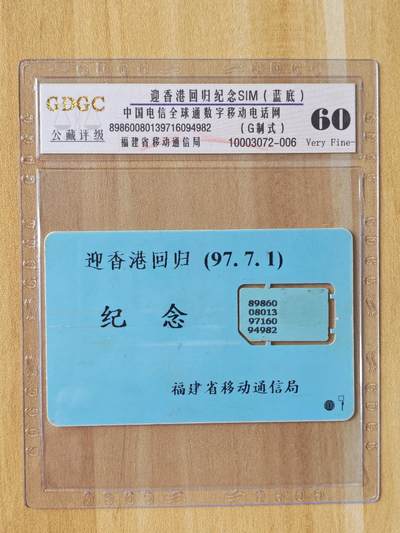 GDGC
公藏评级
迎香港回归纪念SIM（蓝底）
中国电信全球通数字移动电话网
89860080139716094982 （G制式）
福建省移动通信局 10003072-006
60
Very Fine-
迎香港回归 (97.7.1)
纪念
89860
08013
97160
94982
福建省移动通信局